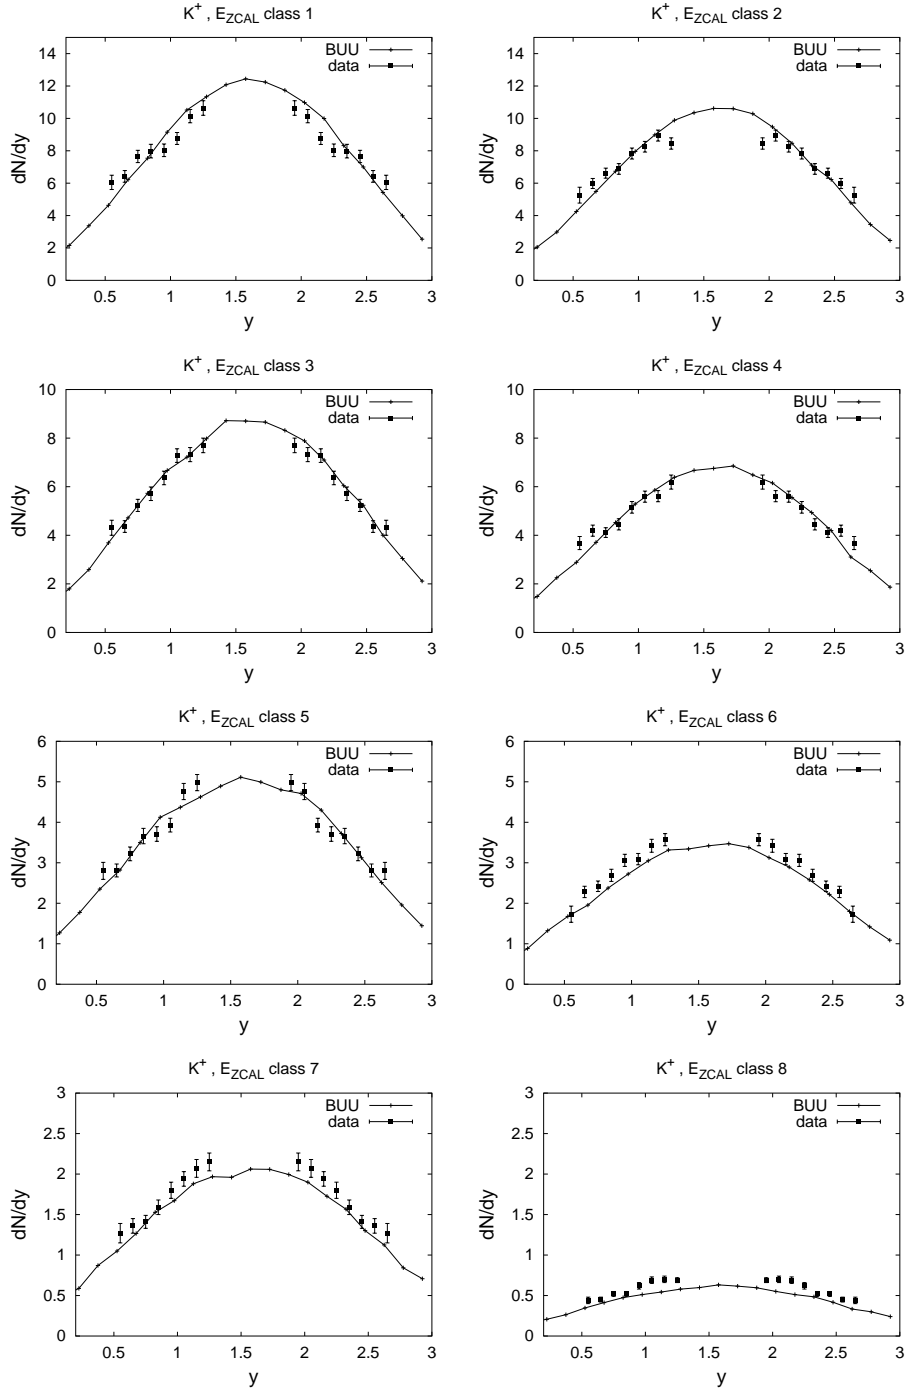 K+ , EZCAL class 1
BUU
data
dN/dy
0
2
4
6
8
10
12
14
0.5 1 1.5 2 2.5 3
y
K+ , EZCAL class 2
BUU
data
dN/dy
0
2
4
6
8
10
12
14
0.5 1 1.5 2 2.5 3
y
K+ , EZCAL class 3
BUU
data
dN/dy
0
2
4
6
8
10
0.5 1 1.5 2 2.5 3
y
K+ , EZCAL class 4
BUU
data
dN/dy
0
2
4
6
8
10
0.5 1 1.5 2 2.5 3
y
K+ , EZCAL class 5
BUU
data
dN/dy
0
1
2
3
4
5
6
0.5 1 1.5 2 2.5 3
y
K+ , EZCAL class 6
BUU
data
dN/dy
0
1
2
3
4
5
6
0.5 1 1.5 2 2.5 3
y
K+ , EZCAL class 7
BUU
data
dN/dy
0
0.5
1
1.5
2
2.5
3
0.5 1 1.5 2 2.5 3
y
K+ , EZCAL class 8
BUU
data
dN/dy
0
0.5
1
1.5
2
2.5
3
0.5 1 1.5 2 2.5 3
y